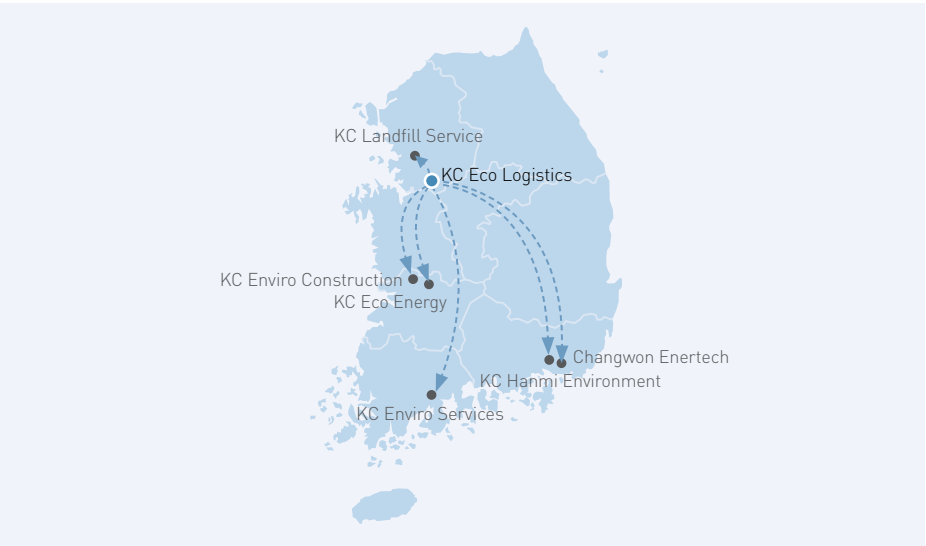 KC Landfill Service
KC Eco Logistics
KC Enviro Construction
KC Eco Energy
Changwon Enertech
KC Hanmi Environment
KC Enviro Services